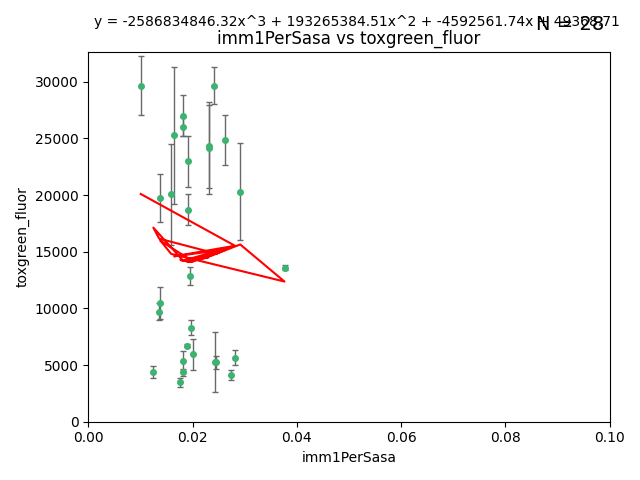 y = -2586834846.32x^3 + 193265384.51x^2 + -4592561.74x + 49368.71
N = 28
imm1PerSasa vs toxgreen_fluor
30000
25000
20000
15000
10000
5000
0
toxgreen_fluor
0.00 0.02 0.04 0.06 0.08 0.10
imm1PerSasa